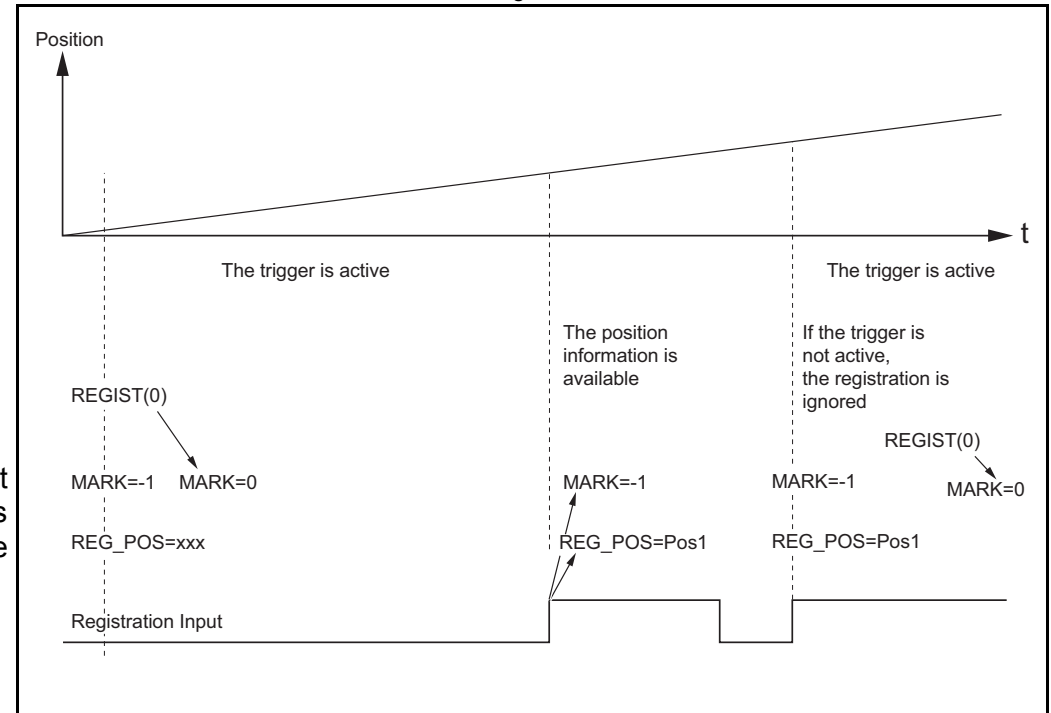 g
Position
t
The trigger is active
The trigger is active
The position
information is
available
If the trigger is
not active,
the registration is
ignored
REGIST(0)
REGIST(0)
t
MARK=-1
MARK=0
MARK=-1
MARK=-1
MARK=0
s
e
REG_POS=xxx
REG_POS=Pos1
REG_POS=Pos1
Registration Input